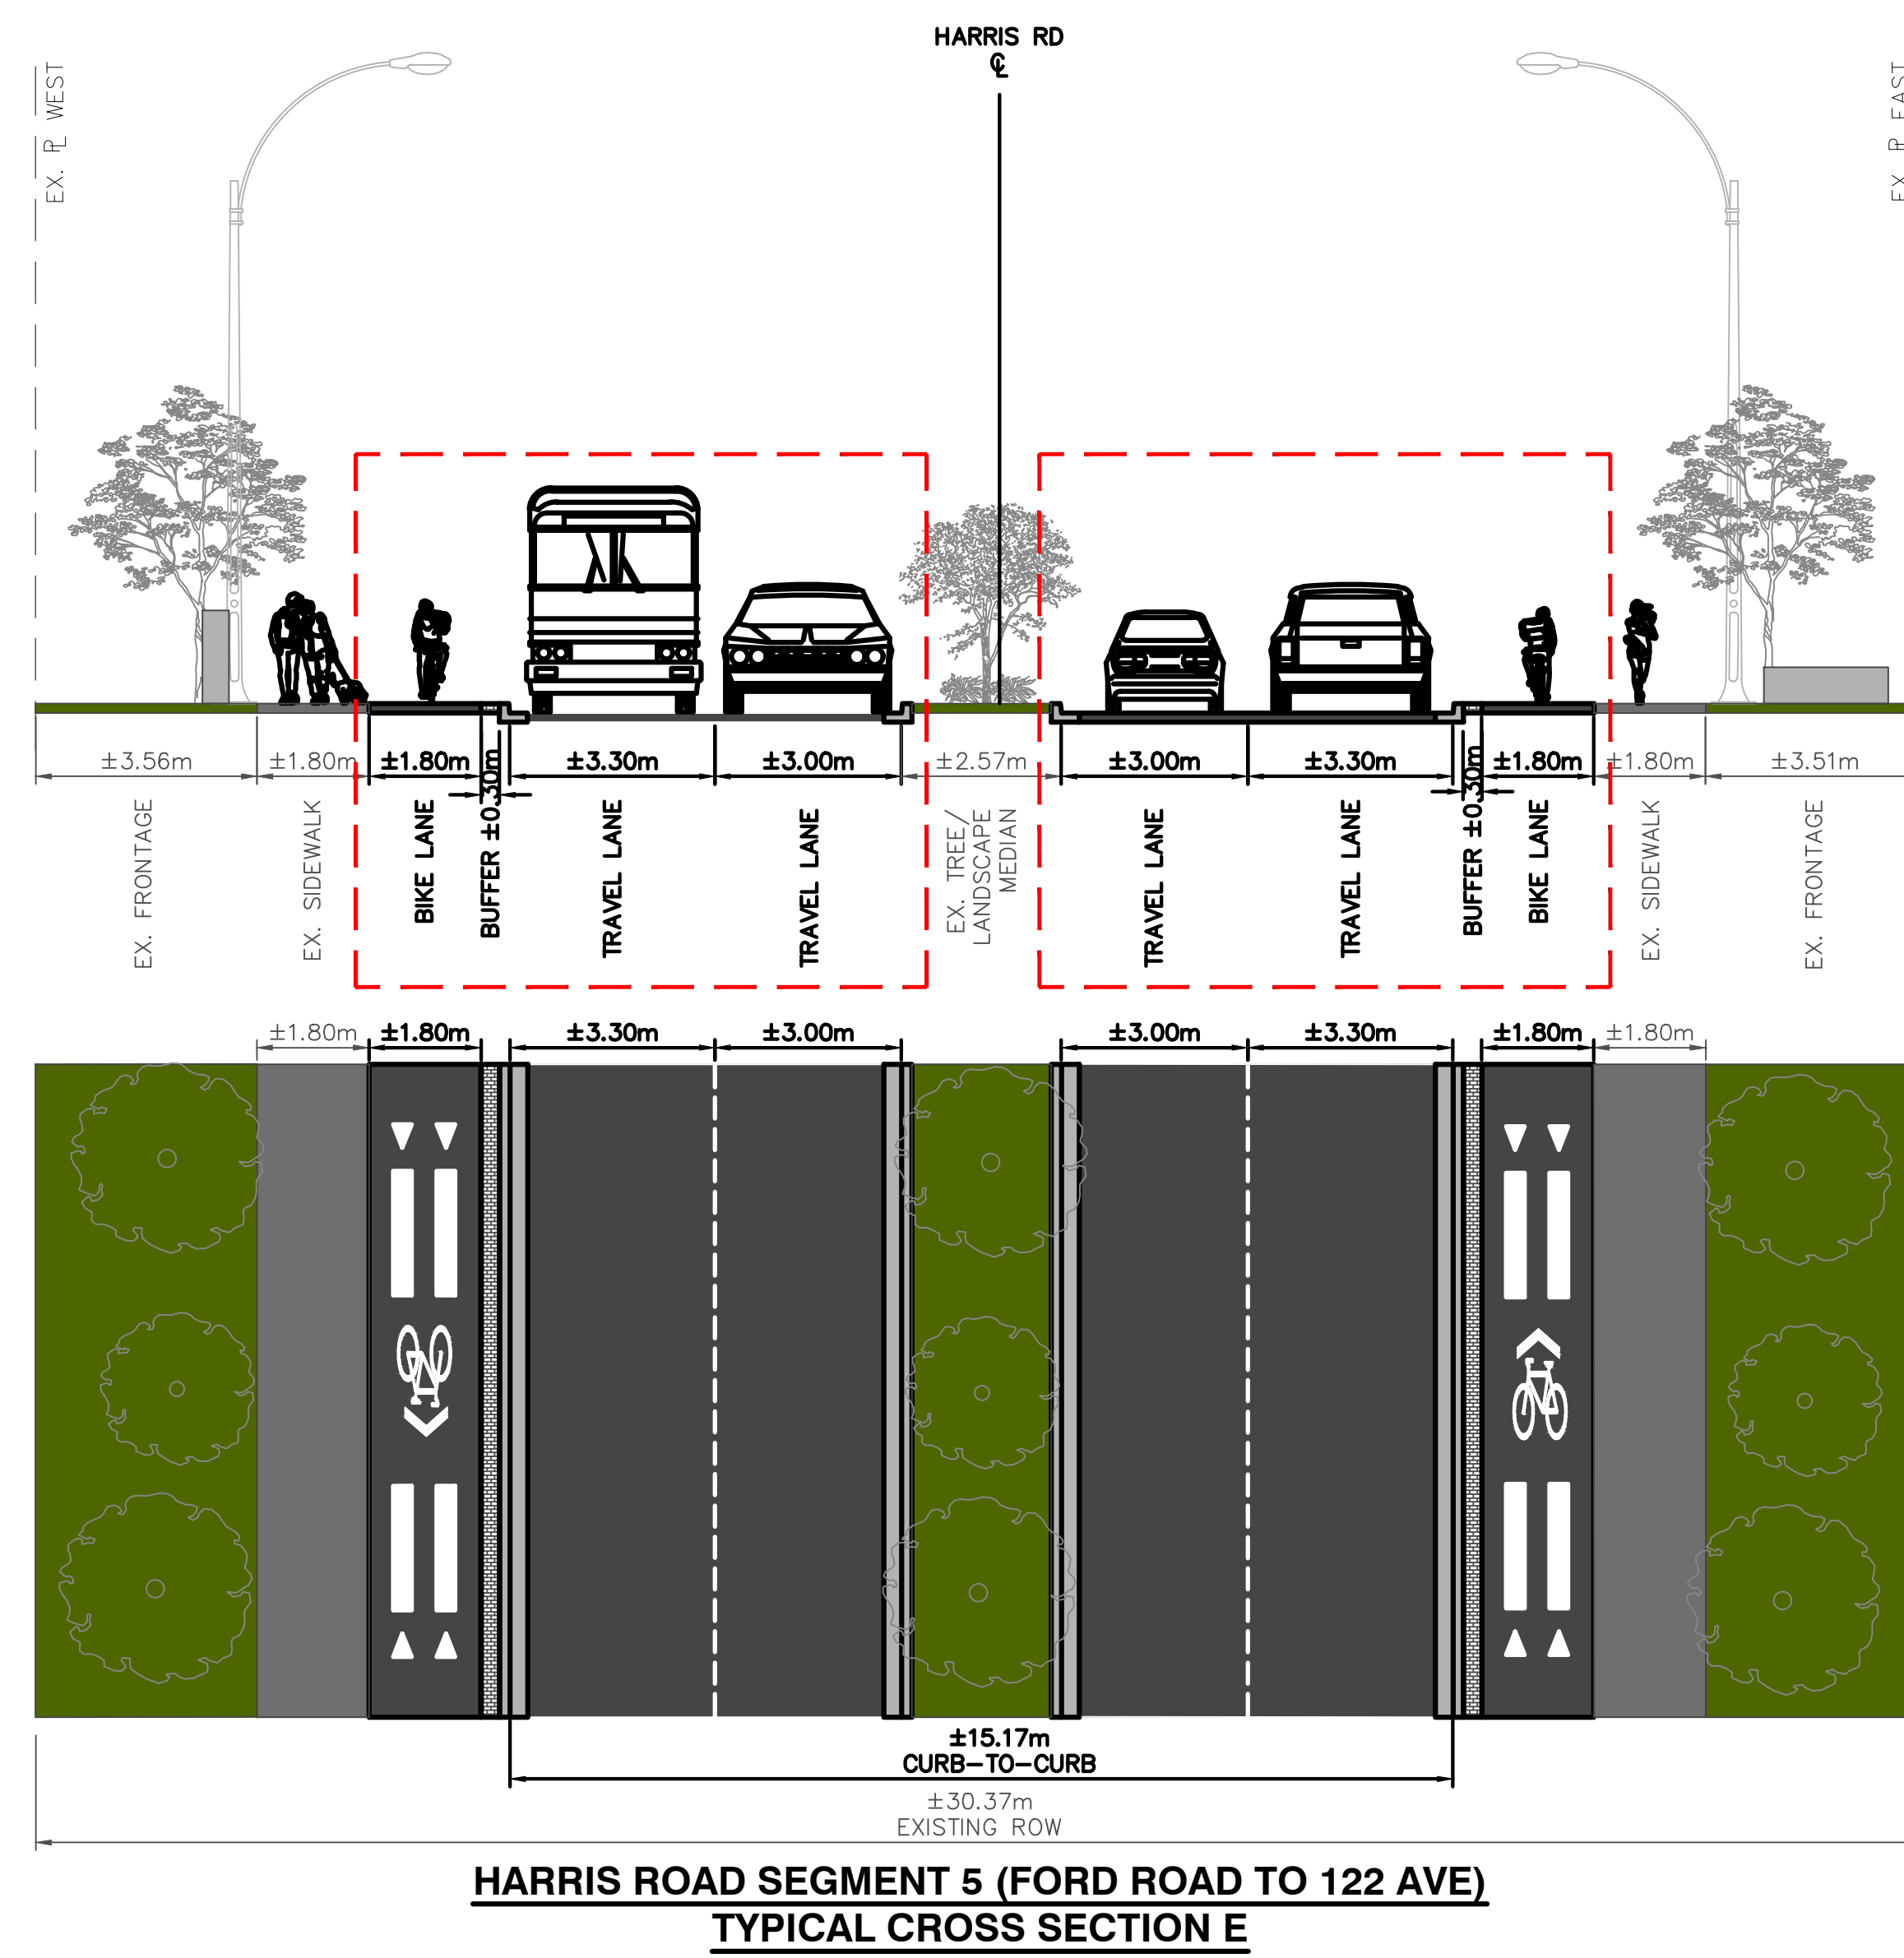 HARRIS RD
℄
EX. ⅊ WEST
EX. ⅊ EAST
±3.56m
±1.80m
±1.80m
±0.30m
±3.30m
±3.00m
±2.57m
±3.00m
±3.30m
±0.30m
±1.80m
±1.80m
±3.51m
EX. FRONTAGE
EX. SIDEWALK
BIKE LANE
BUFFER
TRAVEL LANE
TRAVEL LANE
EX. TREE/
LANDSCAPE
MEDIAN
TRAVEL LANE
TRAVEL LANE
BUFFER
BIKE LANE
EX. SIDEWALK
EX. FRONTAGE
±1.80m
±1.80m
±3.30m
±3.00m
±3.00m
±3.30m
±1.80m
±1.80m
±15.17m
CURB-TO-CURB
±30.37m
EXISTING ROW
HARRIS ROAD SEGMENT 5 (FORD ROAD TO 122 AVE)
TYPICAL CROSS SECTION E